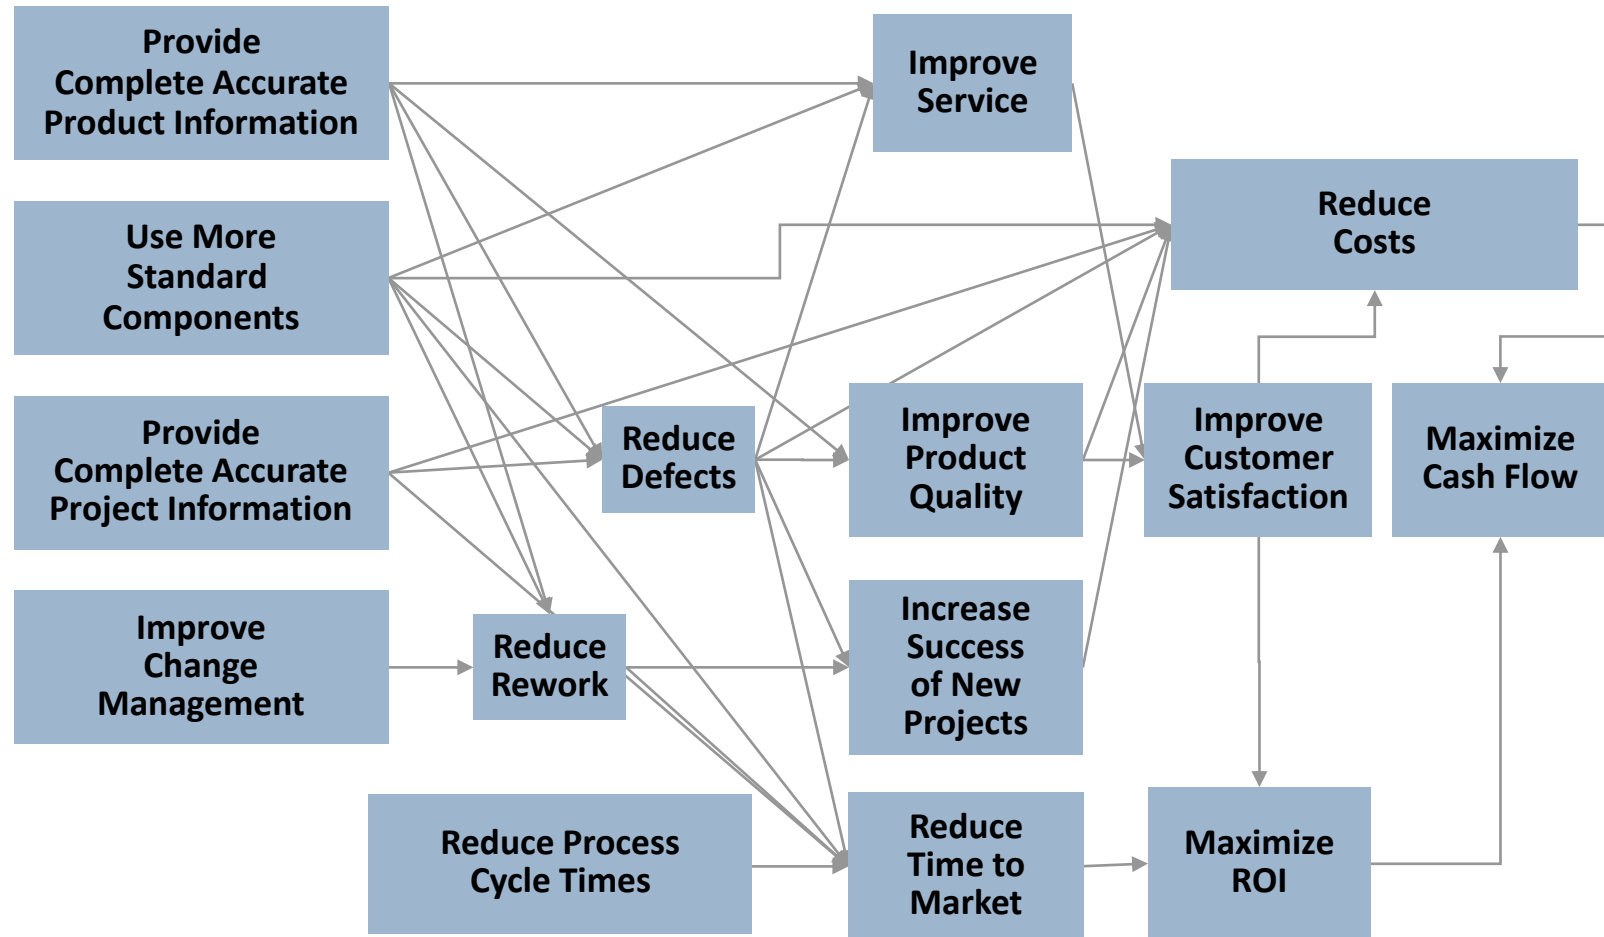 Provide
Complete Accurate
Product Information
Improve
Service
Use More
Standard
Components
Reduce
Costs
Provide
Complete Accurate
Project Information
Reduce
Defects
Improve
Product
Quality
Improve
Customer
Satisfaction
Maximize
Cash Flow
Improve
Change
Management
Reduce
Rework
Increase
Success
of New
Projects
Reduce Process
Cycle Times
Reduce
Time to
Market
Maximize
ROI